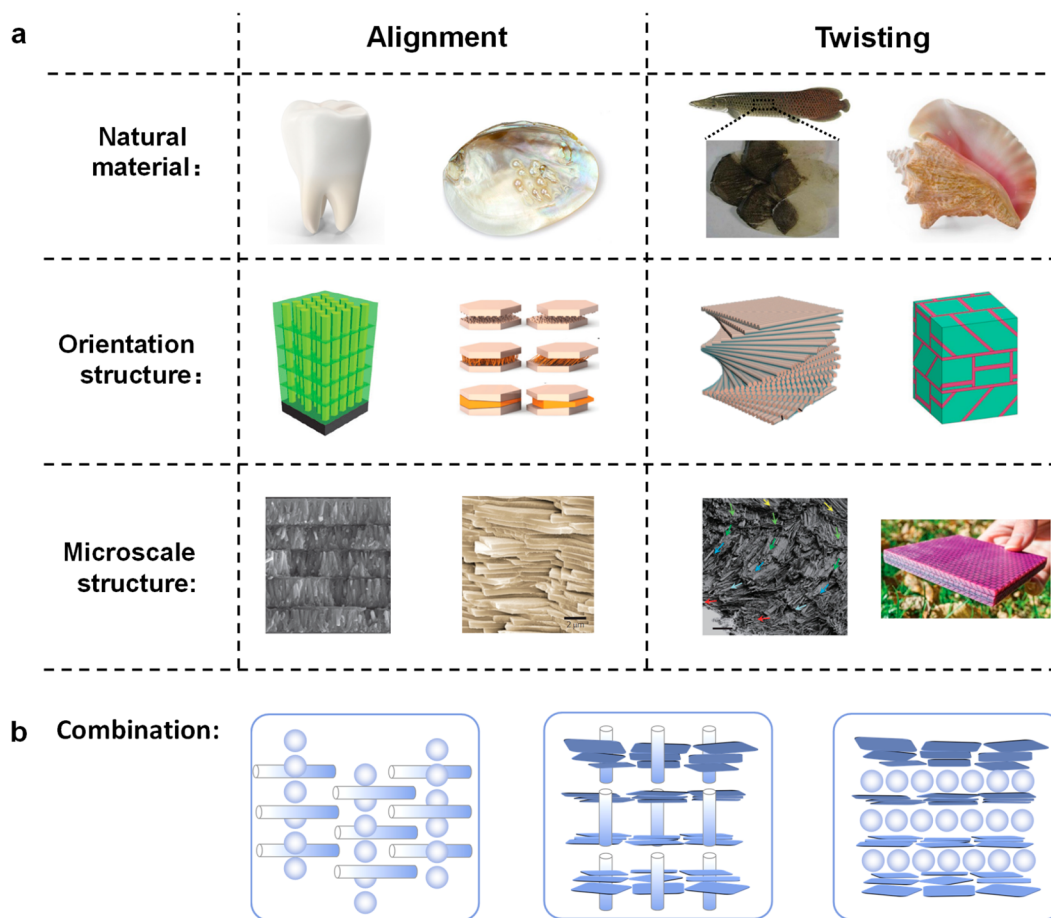 a
Alignment
Twisting
Natural
material:
Orientation
structure:
Microscale
structure:
2 μm
b
Combination: